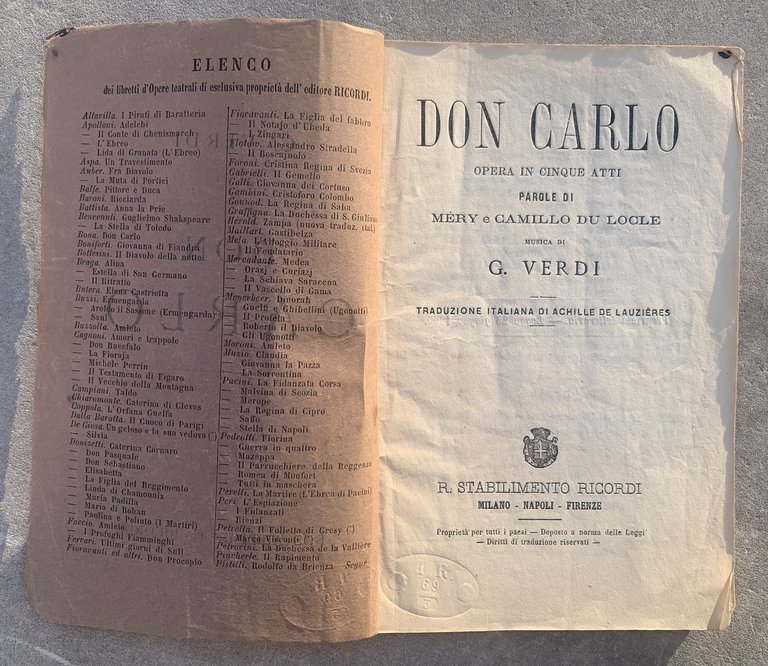 ELENCO
dei libretti d'Opere teatrali di esclusiva proprietà dell' editore RICORDI.
Altavilla. I Pirati di Baratteria
Apolloni. Adelchi
— Il Conte di Chenismarch
— L'Ebreo
— Lida di Granata (L'Ebreo)
Aspa. Un Travestimento
Auber. Fra Diavolo
— La Muta di Portici
Balfe. Pittore e Duca
Baroni. Ricciarda
Battista. Anna la Prie
Benvenuti. Guglielmo Shakspeare
— La Stella di Toledo
Bona. Don Carlo
Boniforti. Giovanna di Fiandra
Bottesini. Il Diavolo della notte
Braga. Alina
— Estella di San Germano
— Il Ritratto
Butera. Elena Castriotta
Buzzi. Ermengarda
— Aroldo il Sassone (Ermengarda)
— Saul
Buzzolla. Amleto
Cagnoni. Amori e trappole
— Don Bucefalo
— La Fioraja
— Michele Perrin
— Il Testamento di Figaro
— Il Vecchio della Montagna
Campiani. Taldo
Chiaromonte. Caterina di Cleves
Coppola. L'Orfana Guelfa
Dalla Baratta. Il Cuoco di Parigi
De Giosa. Un geloso e la sua vedova (*)
— Silvia
Donizetti. Caterina Cornaro
— Don Pasquale
— Don Sebastiano
— Elisabetta
— La Figlia del Reggimento
— Linda di Chamounix
— Maria Padilla
— Maria di Rohan
— Paolina e Poliuto (I Martiri)
Faccio. Amleto
— I Profughi Fiamminghi
Ferrari. Ultimi giorni di Suli
Fioravanti ed altri. Don Procopio
Fioravanti. La Figlia del fabbro
— Il Notajo d'Ubeda
— I Zingari
Flotow. Alessandro Stradella
— Il Boscajuolo
Foroni. Cristina Regina di Svezia
Gabrielli. Il Gemello
Galli. Giovanna dei Cortuso
Gambini. Cristoforo Colombo
Gounod. La Regina di Saba
Graffigna. La Duchessa di S. Giuliano
Hérold. Zampa (nuova traduz. ital.)
Maillart. Gastibelza
Mela. L'Alloggio Militare
— Il Feudatario
Mercadante. Medea
— Orazj e Curiazj
— La Schiava Saracena
— Il Vascello di Gama
Meyerbeer. Dinorah
— Guelfi e Ghibellini (Ugonotti)
— Il Profeta
— Roberto il Diavolo
— Gli Ugonotti
Moroni. Amleto
Muzio. Claudia
— Giovanna la Pazza
— La Sorrentina
Pacini. La Fidanzata Corsa
— Malvina di Scozia
— Merope
— La Regina di Cipro
— Saffo
— Stella di Napoli
Pedrotti. Fiorina
— Guerra in quattro
— Mazeppa
— Il Parrucchiere della Reggenza
— Romea di Monfort
— Tutti in maschera
Perelli. La Martire (L'Ebrea di Pacini)
Peri. L'Espiazione
— I Fidanzati
— Rienzi
Petrella. Il Folletto di Gresy (*)
— Marco Visconti
Petrocini. La Duchessa de la Vallière
Pincherle. Il Rapimento
Pistilli. Rodolfo da Brienza Segue
DON CARLO
OPERA IN CINQUE ATTI
PAROLE DI
MÉRY e CAMILLO DU LOCLE
MUSICA DI
G. VERDI
TRADUZIONE ITALIANA DI ACHILLE DE LAUZIÈRES
R. STABILIMENTO RICORDI
MILANO - NAPOLI - FIRENZE
Proprietà per tutti i paesi — Deposto a norma delle Leggi
— Diritti di traduzione riservati —
R.
69
5